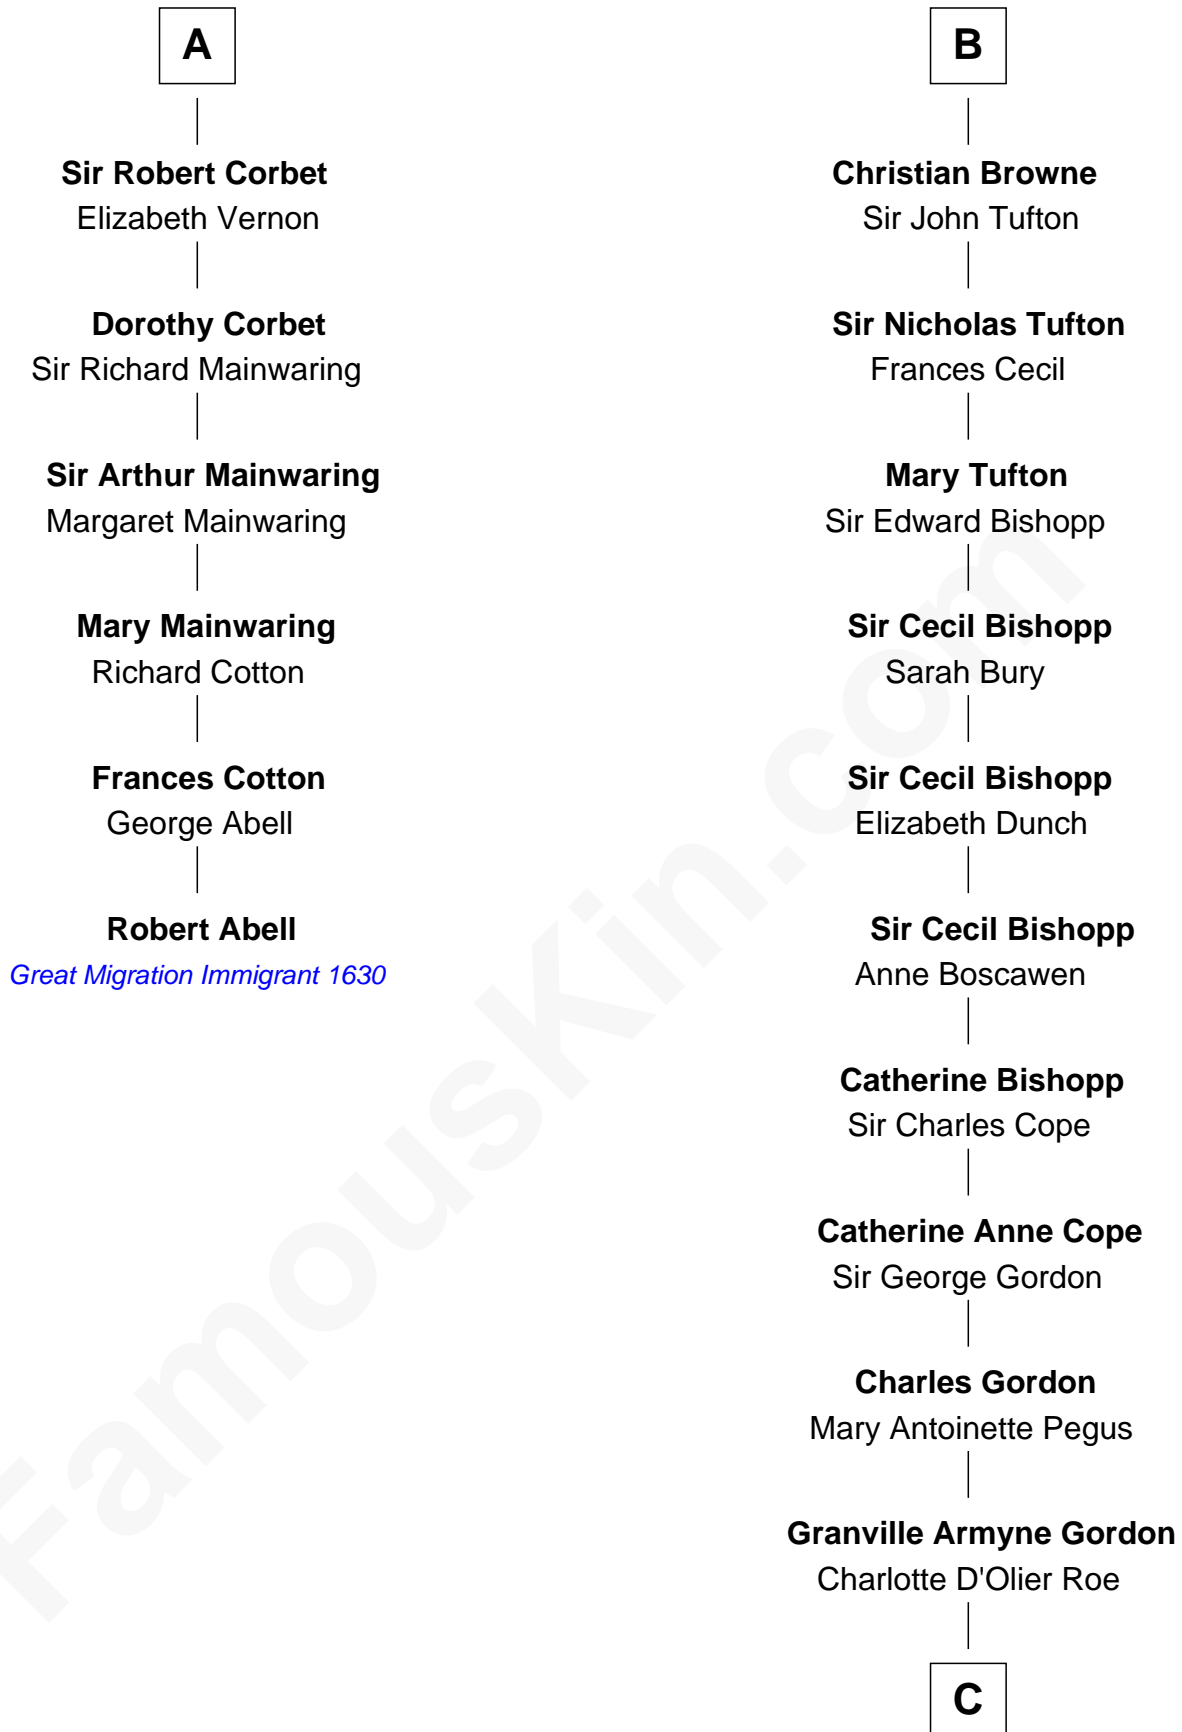 A
Sir Robert Corbet
Elizabeth Vernon
Dorothy Corbet
Sir Richard Mainwaring
Sir Arthur Mainwaring
Margaret Mainwaring
Mary Mainwaring
Richard Cotton
Frances Cotton
George Abell
Robert Abell
Great Migration Immigrant 1630
B
Christian Browne
Sir John Tufton
Sir Nicholas Tufton
Frances Cecil
Mary Tufton
Sir Edward Bishopp
Sir Cecil Bishopp
Sarah Bury
Sir Cecil Bishopp
Elizabeth Dunch
Sir Cecil Bishopp
Anne Boscawen
Catherine Bishopp
Sir Charles Cope
Catherine Anne Cope
Sir George Gordon
Charles Gordon
Mary Antoinette Pegus
Granville Armyne Gordon
Charlotte D'Olier Roe
C
FamousKin.com